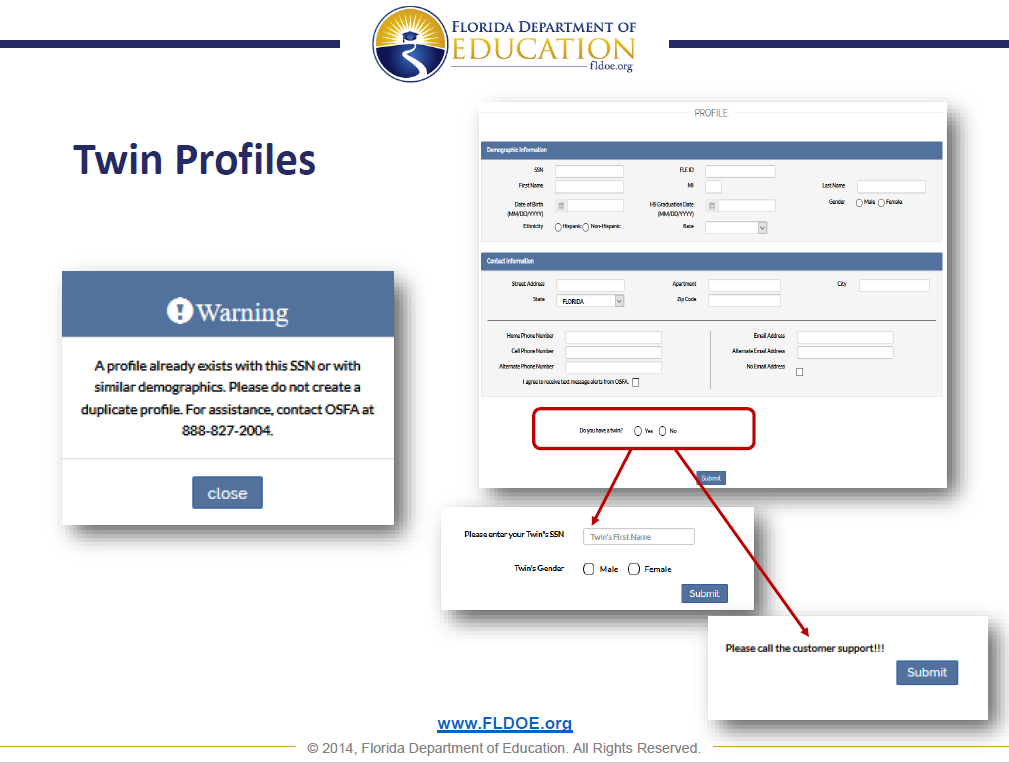 FLORIDA DEPARTMENT OF
EDUCATION
fldoe.org
Twin Profiles
Warning
A profile already exists with this SSN or with
similar demographics. Please do not create a
duplicate profile. For assistance, contact OSFA at
888-827-2004.
close
PROFILE
Demographic Information
SSN FLE ID
First Name MI Last Name
Date of Birth HS Graduation Date Gender Male Female
(MM/DD/YYYY) (MM/DD/YYYY)
Ethnicity Hispanic Non-Hispanic Race
Contact Information
Street Address Apartment City
State FLORIDA Zip Code
Home Phone Number Email Address
Cell Phone Number Alternate Email Address
Alternate Phone Number No Email Address
I agree to receive text message alerts from OSFA.
Do you have a twin? Yes No
Submit
Please enter your Twin"s SSN Twin's First Name
Twin's Gender Male Female
Submit
Please call the customer support!!!
Submit
www.FLDOE.org
© 2014, Florida Department of Education. All Rights Reserved.